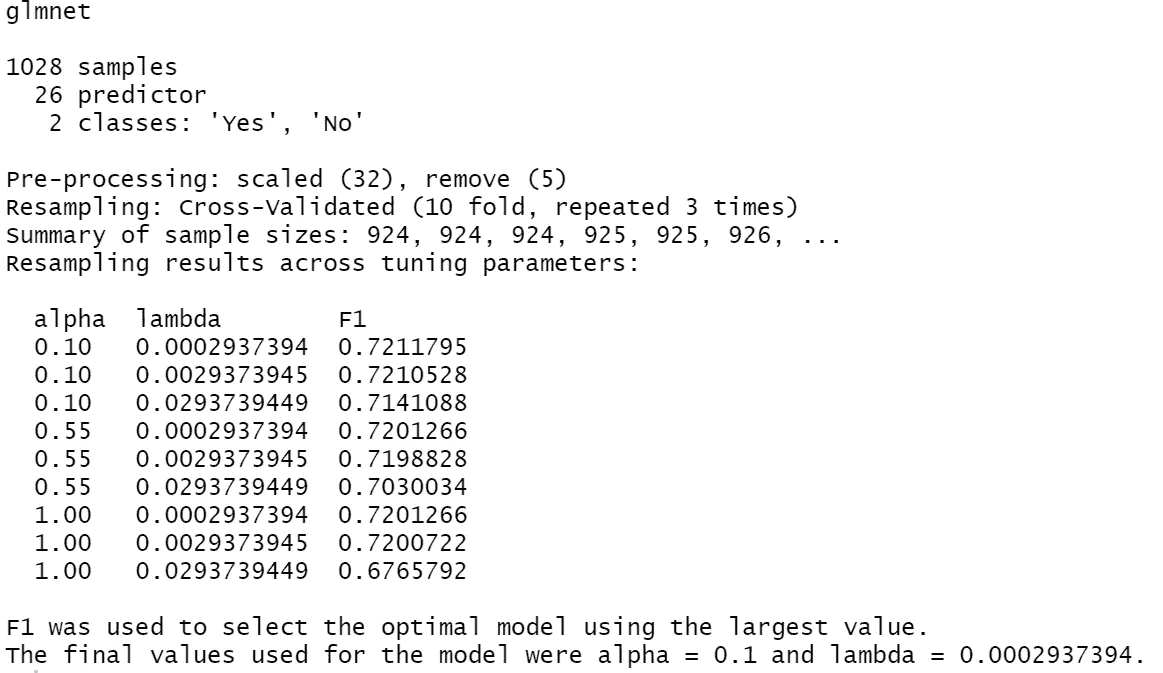 glmnet
1028 samples
26 predictor
2 classes: 'Yes', 'No'
Pre-processing: scaled (32), remove (5)
Resampling: Cross-Validated (10 fold, repeated 3 times)
Summary of sample sizes: 924, 924, 924, 925, 925, 926, ...
Resampling results across tuning parameters:
alpha lambda F1
0.10 0.0002937394 0.7211795
0.10 0.0029373945 0.7210528
0.10 0.0293739449 0.7141088
0.55 0.0002937394 0.7201266
0.55 0.0029373945 0.7198828
0.55 0.0293739449 0.7030034
1.00 0.0002937394 0.7201266
1.00 0.0029373945 0.7200722
1.00 0.0293739449 0.6765792
F1 was used to select the optimal model using the largest value.
The final values used for the model were alpha = 0.1 and lambda = 0.0002937394.